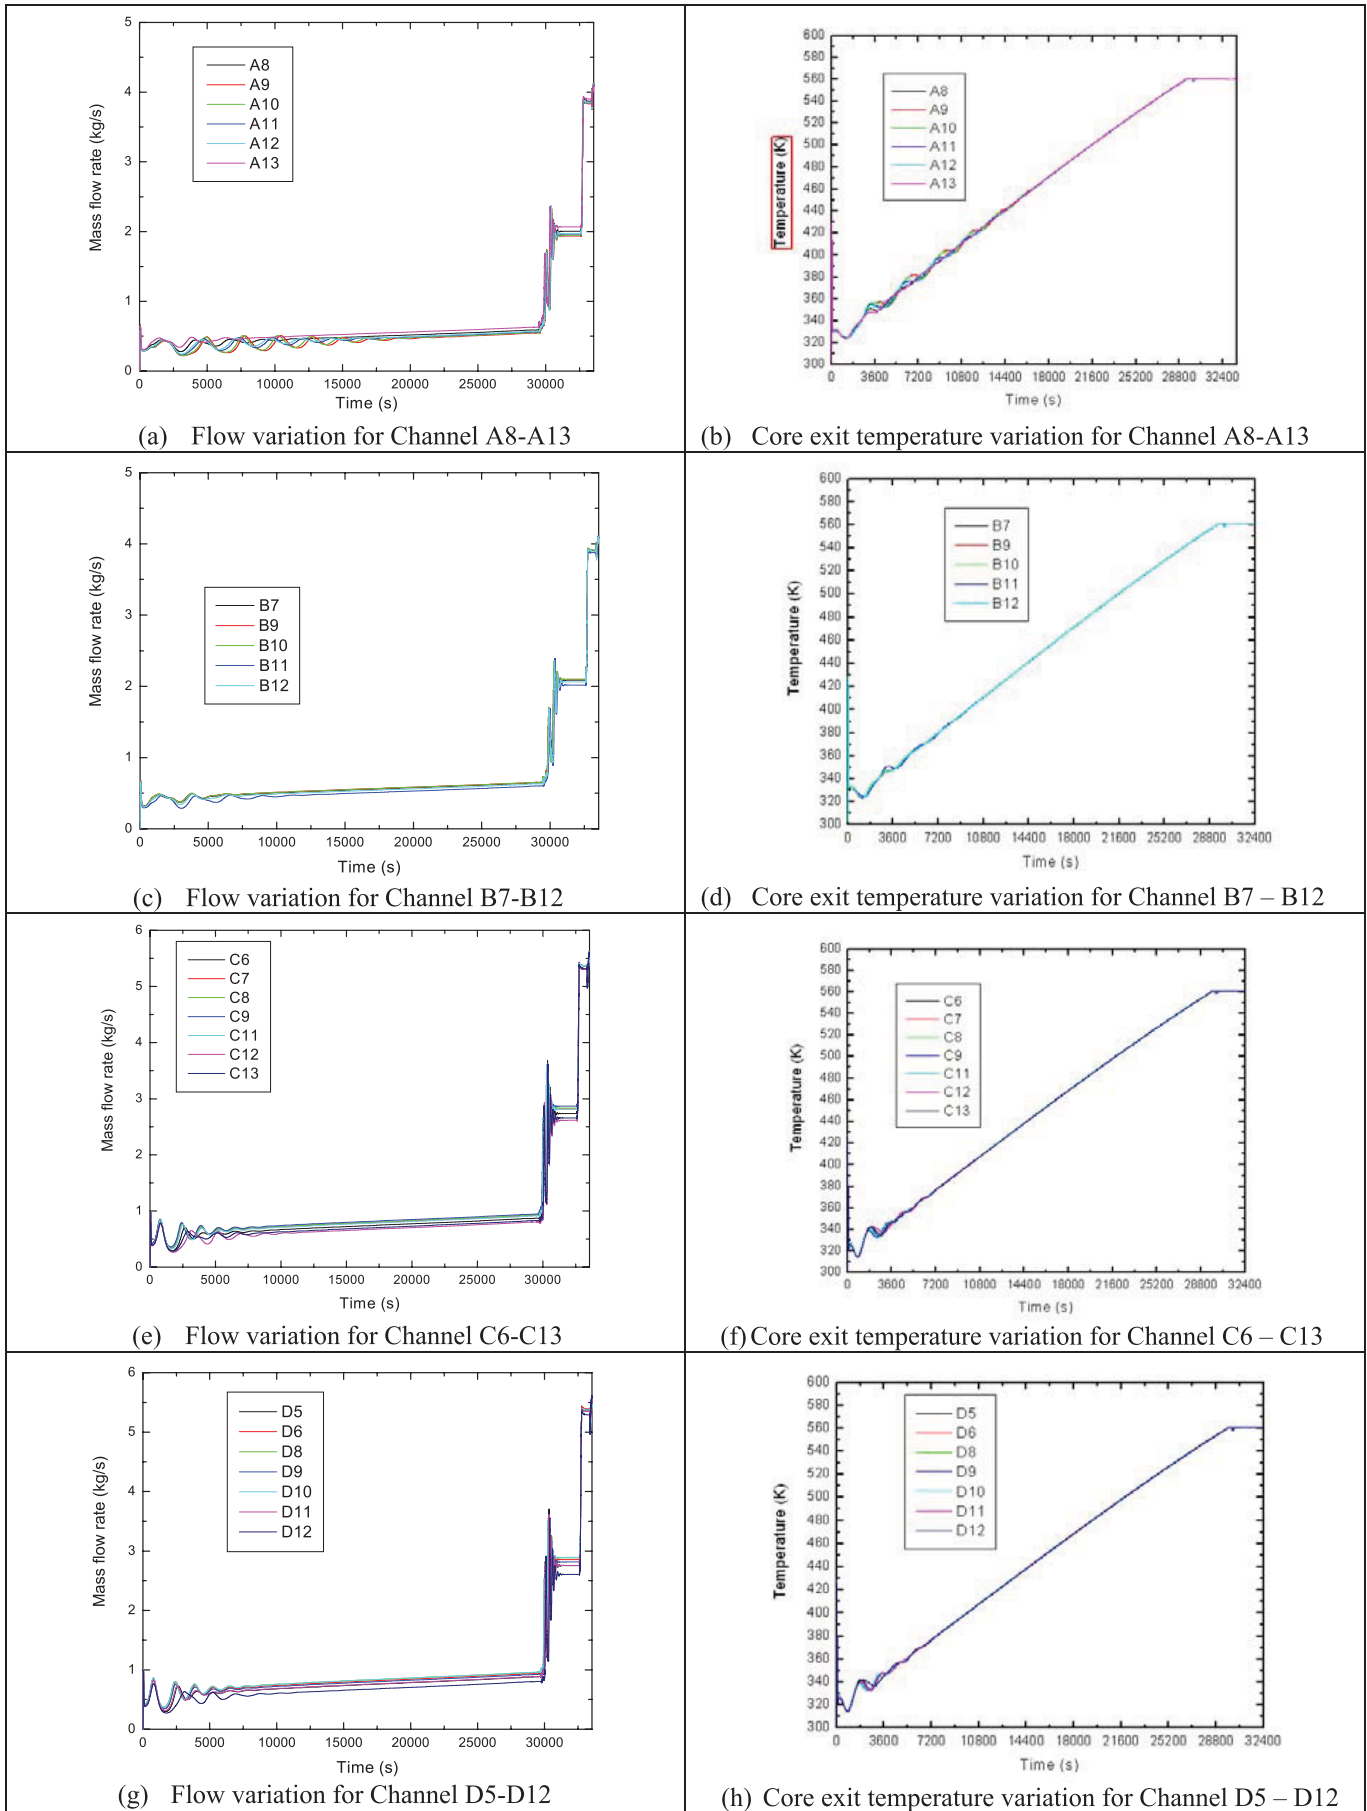 5
4
3
2
1
0
Mass flow rate (kg/s)
A8
A9
A10
A11
A12
A13
0 5000 10000 15000 20000 25000 30000
Time (s)
(a) Flow variation for Channel A8-A13
600
580
560
540
520
500
480
460
440
420
400
380
360
340
320
300
Temperature (K)
A8
A9
A10
A11
A12
A13
0 3600 7200 10800 14400 18000 21600 25200 28800 32400
Time (s)
(b) Core exit temperature variation for Channel A8-A13
5
4
3
2
1
0
Mass flow rate (kg/s)
B7
B9
B10
B11
B12
0 5000 10000 15000 20000 25000 30000
Time (s)
(c) Flow variation for Channel B7-B12
600
580
560
540
520
500
480
460
440
420
400
380
360
340
320
300
Temperature (K)
B7
B9
B10
B11
B12
0 3600 7200 10800 14400 18000 21600 25200 28800 32400
Time (s)
(d) Core exit temperature variation for Channel B7 – B12
6
5
4
3
2
1
0
Mass flow rate (kg/s)
C6
C7
C8
C9
C11
C12
C13
0 5000 10000 15000 20000 25000 30000
Time (s)
(e) Flow variation for Channel C6-C13
600
580
560
540
520
500
480
460
440
420
400
380
360
340
320
300
Temperature (K)
C6
C7
C8
C9
C11
C12
C13
0 3600 7200 10800 14400 18000 21600 25200 28800 32400
Time (s)
(f) Core exit temperature variation for Channel C6 – C13
6
5
4
3
2
1
0
Mass flow rate (kg/s)
D5
D6
D8
D9
D10
D11
D12
0 5000 10000 15000 20000 25000 30000
Time (s)
(g) Flow variation for Channel D5-D12
600
580
560
540
520
500
480
460
440
420
400
380
360
340
320
300
Temperature (K)
D5
D6
D8
D9
D10
D11
D12
0 3600 7200 10800 14400 18000 21600 25200 28800 32400
Time (s)
(h) Core exit temperature variation for Channel D5 – D12